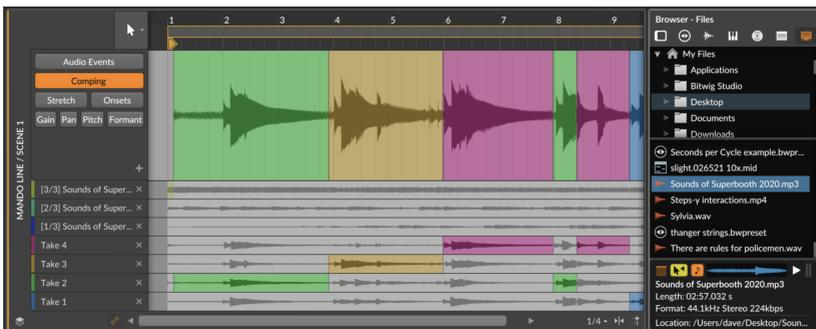 1 2 3 4 5 6 7 8 9
MANDO LINE / SCENE 1
Audio Events
Comping
Stretch Onsets
Gain Pan Pitch Formant
+
[3/3] Sounds of Super... ×
[2/3] Sounds of Super... ×
[1/3] Sounds of Super... ×
Take 4 ×
Take 3 ×
Take 2 ×
Take 1 ×
1/4
Browser - Files
My Files
Applications
Bitwig Studio
Desktop
Documents
Downloads
Seconds per Cycle example.bwpr...
slight.026521 10x.mid
Sounds of Superbooth 2020.mp3
Steps-y interactions.mp4
Sylvia.wav
thanger strings.bwpreset
There are rules for policemen.wav
Sounds of Superbooth 2020.mp3
Length: 02:57.032 s
Format: 44.1kHz Stereo 224kbps
Location: /Users/dave/Desktop/Soun...